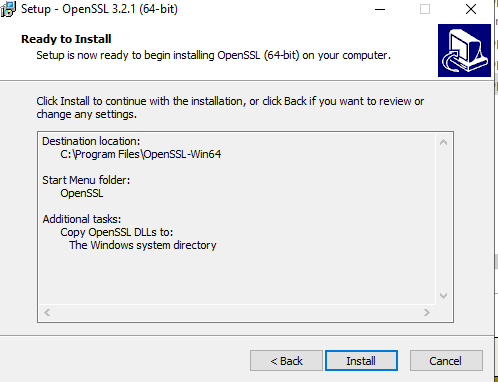 Setup - OpenSSL 3.2.1 (64-bit)
Ready to Install
Setup is now ready to begin installing OpenSSL (64-bit) on your computer.
Click Install to continue with the installation, or click Back if you want to review or
change any settings.
Destination location:
C:\Program Files\OpenSSL-Win64
Start Menu folder:
OpenSSL
Additional tasks:
Copy OpenSSL DLLs to:
The Windows system directory
< Back
Install
Cancel